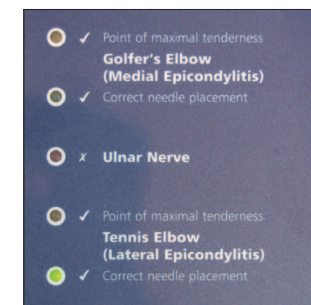 ✓ Point of maximal tenderness
Golfer's Elbow
(Medial Epicondylitis)
✓ Correct needle placement
x Ulnar Nerve
✓ Point of maximal tenderness
Tennis Elbow
(Lateral Epicondylitis)
✓ Correct needle placement